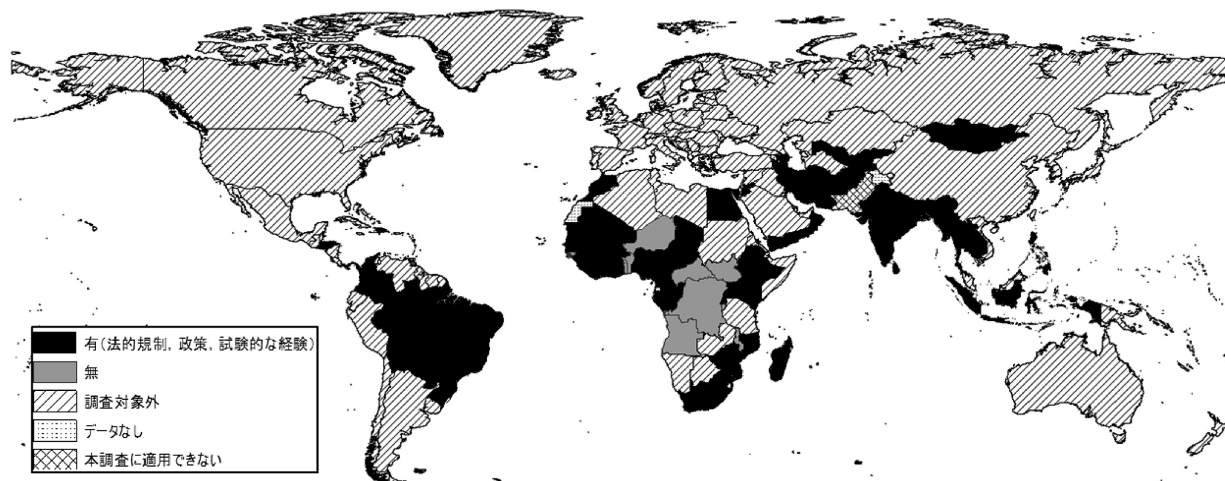 有(法的規制, 政策, 試験的な経験)
無
調査対象外
データなし
本調査に適用できない